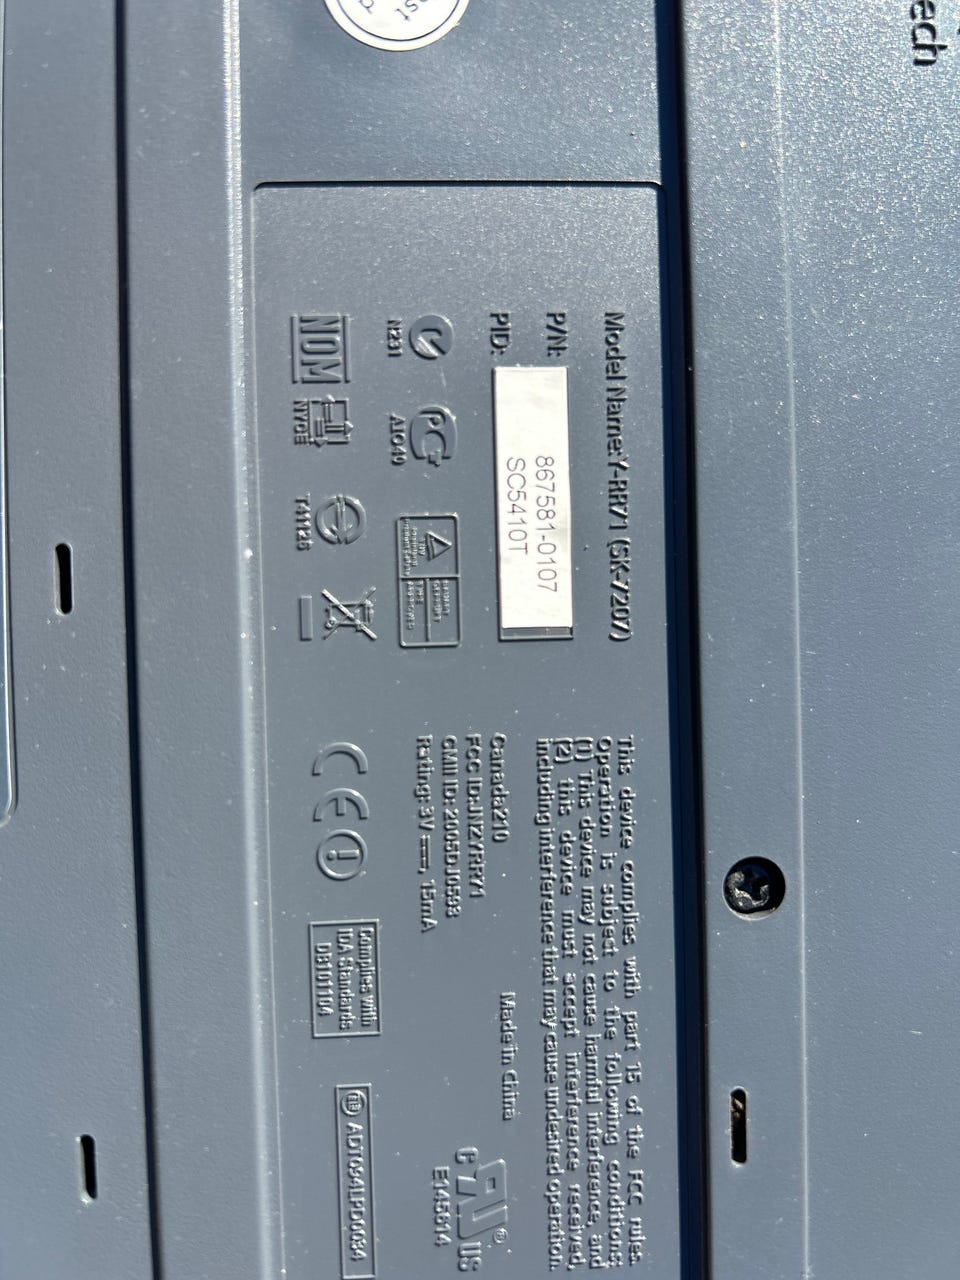 ech
Model Name:Y-RR71 (SK-7207)
P/N: 867581-0107
PID: SC5410T
N231
A1040
NOM
NYCE
T41126
This device complies with part 15 of the FCC rules.
Operation is subject to the following conditions:
(1) This device may not cause harmful interference, and
(2) this device must accept interference received,
including interference that may cause undesired operation.
Canada210
FCC ID:JNZYRR71
CMII ID: 2005DJ0593
Rating: 3V ⎓, 15mA
Made in China
CE
Complies with
IDA Standards
DB101104
ADT094LPD0034
c US
E145614